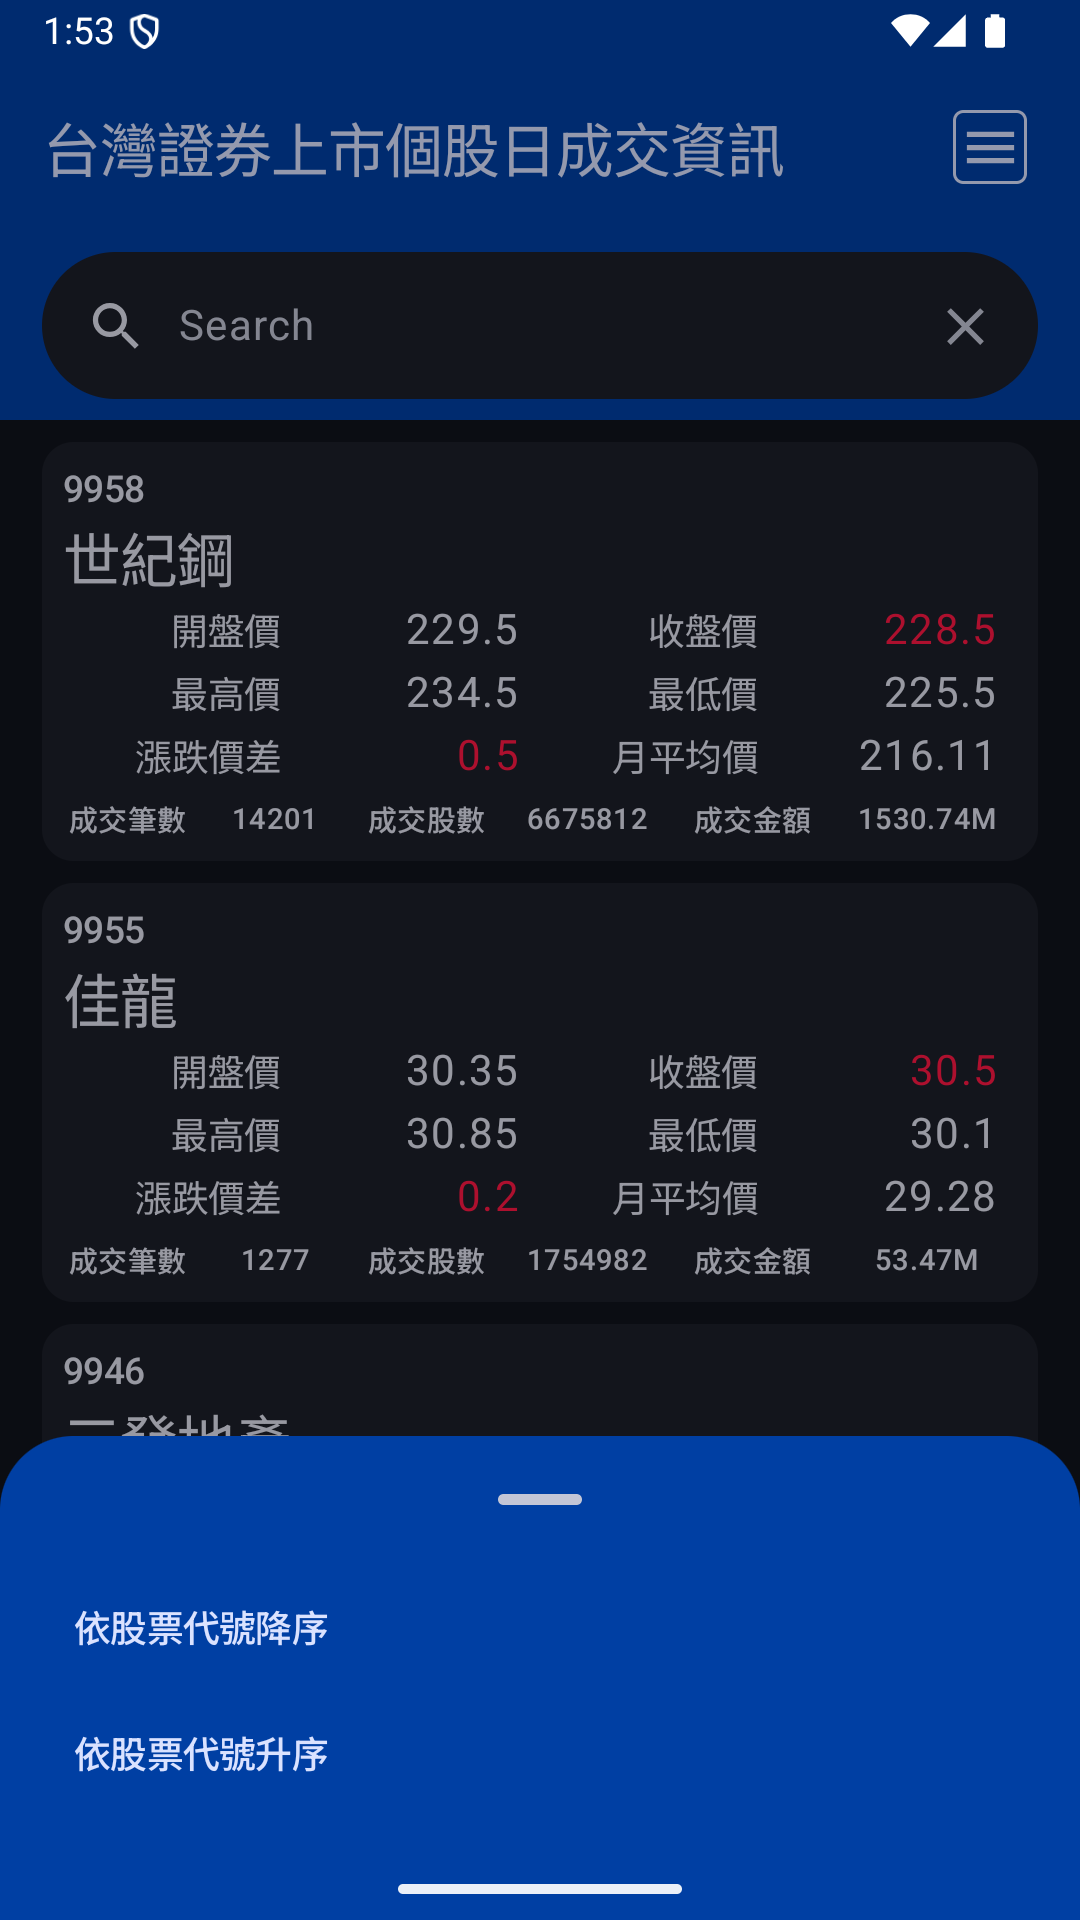 1:53
台灣證券上市個股日成交資訊
Search
9958
世紀鋼
開盤價 229.5 收盤價 228.5
最高價 234.5 最低價 225.5
漲跌價差 0.5 月平均價 216.11
成交筆數 14201 成交股數 6675812 成交金額 1530.74M
9955
佳龍
開盤價 30.35 收盤價 30.5
最高價 30.85 最低價 30.1
漲跌價差 0.2 月平均價 29.28
成交筆數 1277 成交股數 1754982 成交金額 53.47M
9946
依股票代號降序
依股票代號升序